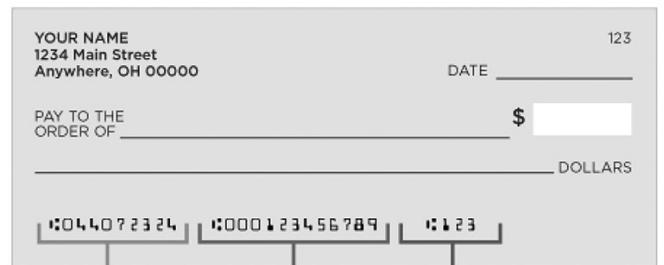 YOUR NAME
123
1234 Main Street
Anywhere, OH 00000
DATE
PAY TO THE
ORDER OF
$
DOLLARS
⑆044072324 ⑆000123456789 ⑆123